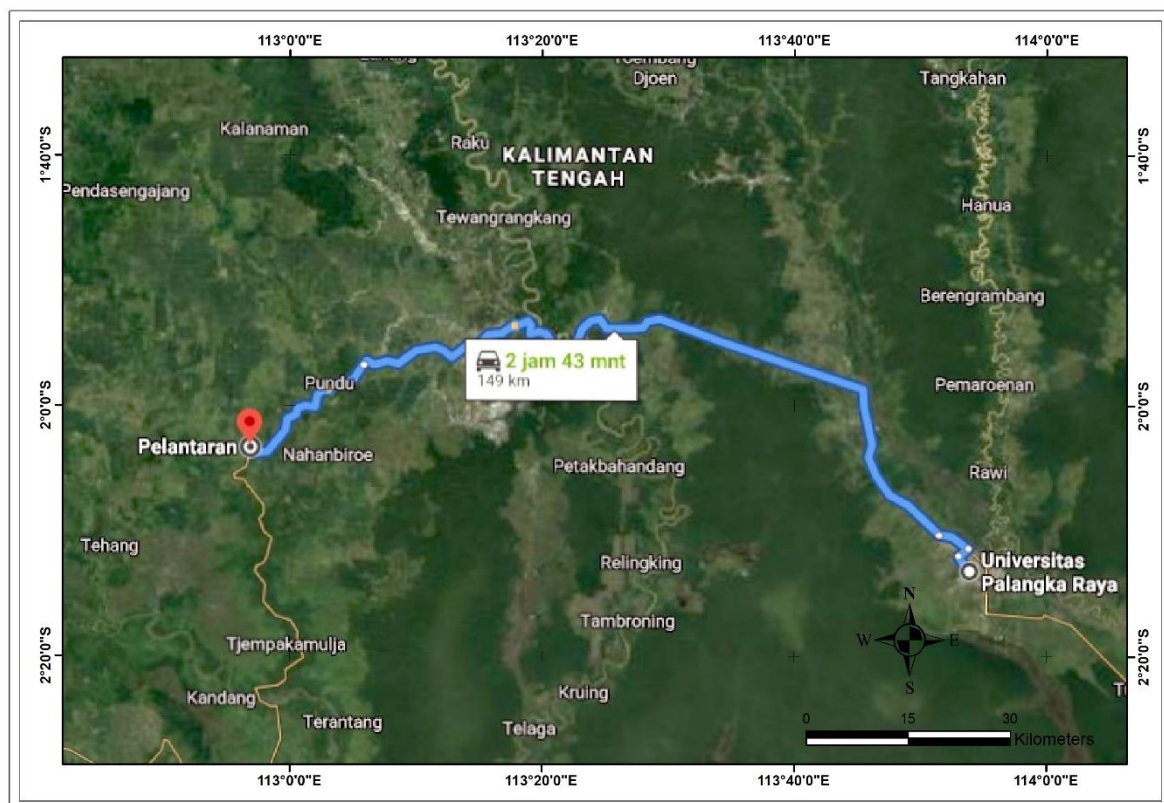 113°0'0"E 113°20'0"E 113°40'0"E 114°0'0"E
Djoen
Tangkahan
Kalanaman
Raku
KALIMANTAN
TENGAH
1°40'0"S
1°40'0"S
Pendasengajang
Tewangrangkang
Hanua
Berengrambang
2 jam 43 mnt
149 km
Pundu
Pemaroenan
2°0'0"S
2°0'0"S
Pelantaran
Nahanbiroe
Petakbahandang
Rawi
Tehang
Relingking
Universitas
Palangka Raya
N
W E
S
Tambroning
Tjempakamulja
2°20'0"S
2°20'0"S
Kandang
Terantang
Kruing
Telaga
0 15 30
Kilometers
113°0'0"E 113°20'0"E 113°40'0"E 114°0'0"E